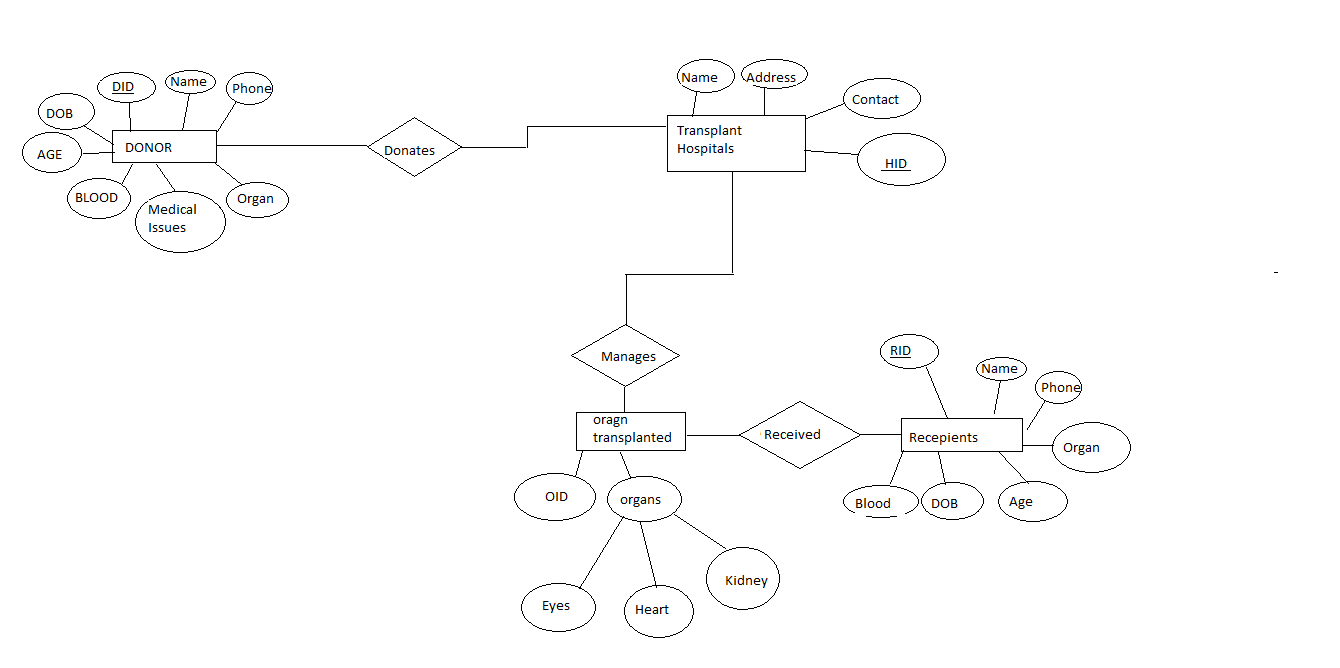 Name
Address
Contact
HID
Transplant
Hospitals
DID
Name
Phone
DOB
AGE
DONOR
BLOOD
Medical
Issues
Organ
Donates
Manages
oragn
transplanted
Received
RID
Name
Phone
Recepients
Organ
Blood
DOB
Age
OID
organs
Eyes
Heart
Kidney